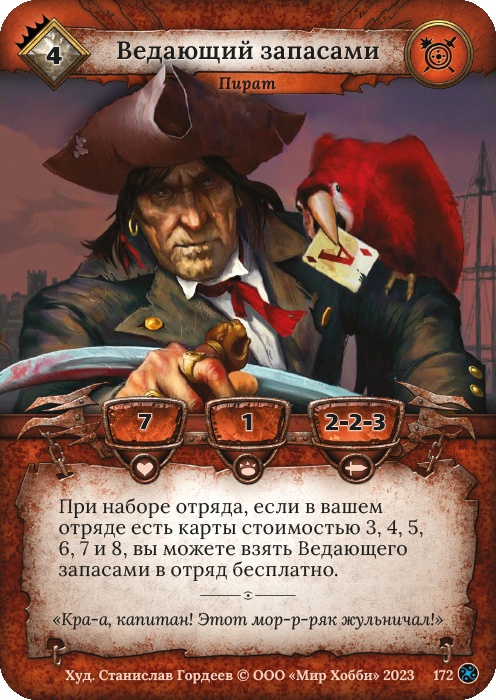 4
Ведающий запасами
Пират
A
7
1
2-2-3
При наборе отряда, если в вашем
отряде есть карты стоимостью 3, 4, 5,
6, 7 и 8, вы можете взять Ведающего
запасами в отряд бесплатно.
«Кра-а, капитан! Этот мор-р-ряк жульничал!»
Худ. Станислав Гордеев © ООО «Мир Хобби» 2023 172